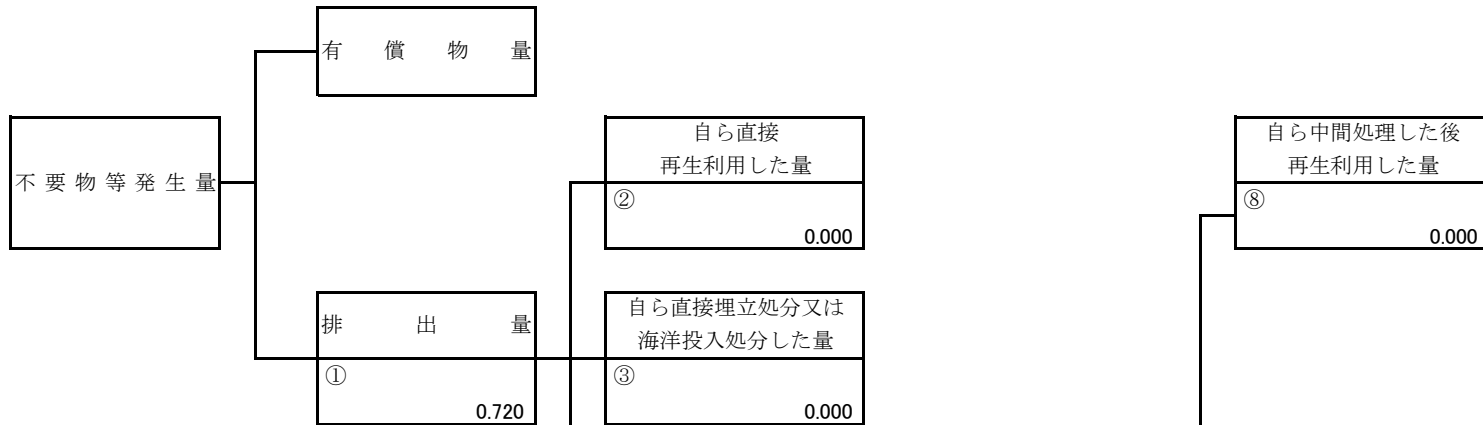 有償物量
不要物等発生量
自ら直接
再生利用した量
②
0.000
自ら中間処理した後
再生利用した量
⑧
0.000
排出量
①
0.720
自ら直接埋立処分又は
海洋投入処分した量
③
0.000